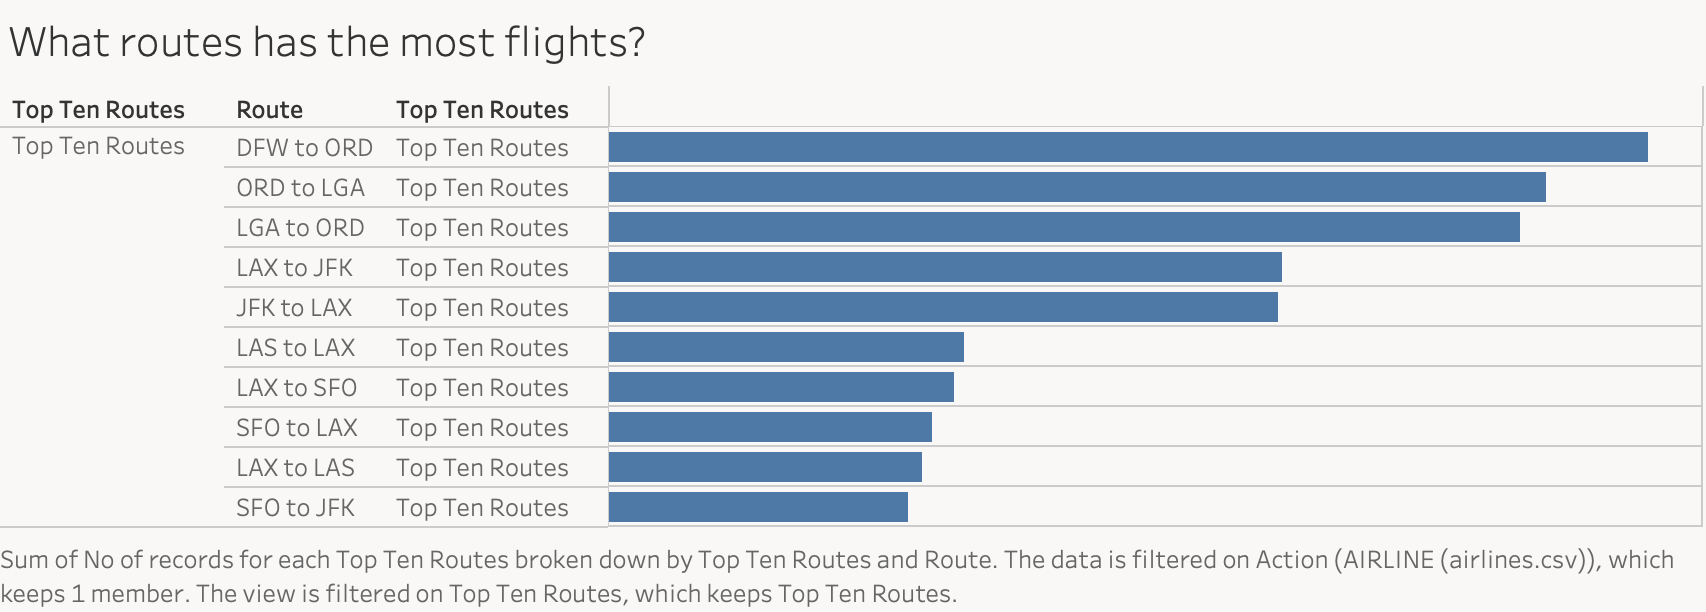 What routes has the most flights?
Top Ten Routes Route Top Ten Routes
Top Ten Routes DFW to ORD Top Ten Routes
ORD to LGA Top Ten Routes
LGA to ORD Top Ten Routes
LAX to JFK Top Ten Routes
JFK to LAX Top Ten Routes
LAS to LAX Top Ten Routes
LAX to SFO Top Ten Routes
SFO to LAX Top Ten Routes
LAX to LAS Top Ten Routes
SFO to JFK Top Ten Routes
Sum of No of records for each Top Ten Routes broken down by Top Ten Routes and Route. The data is filtered on Action (AIRLINE (airlines.csv)), which
keeps 1 member. The view is filtered on Top Ten Routes, which keeps Top Ten Routes.